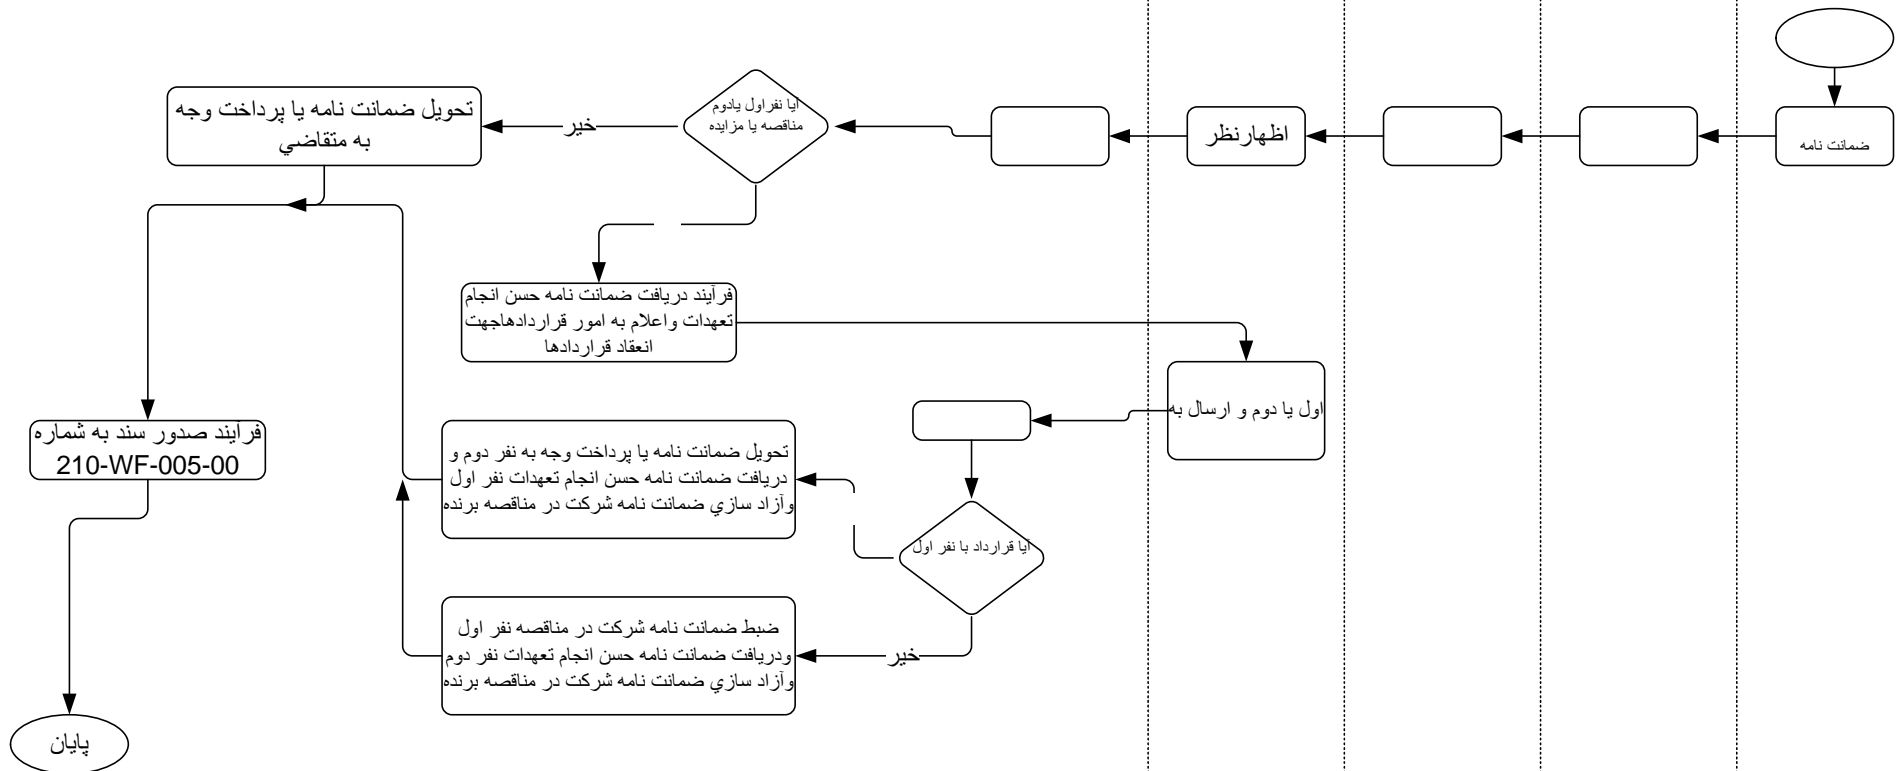 ضمانت نامه
اظهارنظر
آيا نفراول يادوم
مناقصه يا مزايده
خير
تحويل ضمانت نامه يا پرداخت وجه
به متقاضي
فرآيند دريافت ضمانت نامه حسن انجام
تعهدات واعلام به امور قراردادهاجهت
انعقاد قراردادها
اول يا دوم و ارسال به
آيا قرارداد با نفر اول
تحويل ضمانت نامه يا پرداخت وجه به نفر دوم و
دريافت ضمانت نامه حسن انجام تعهدات نفر اول
وآزاد سازي ضمانت نامه شركت در مناقصه برنده
خير
ضبط ضمانت نامه شركت در مناقصه نفر اول
ودريافت ضمانت نامه حسن انجام تعهدات نفر دوم
وآزاد سازي ضمانت نامه شركت در مناقصه برنده
فرآيند صدور سند به شماره
210-WF-005-00
پايان